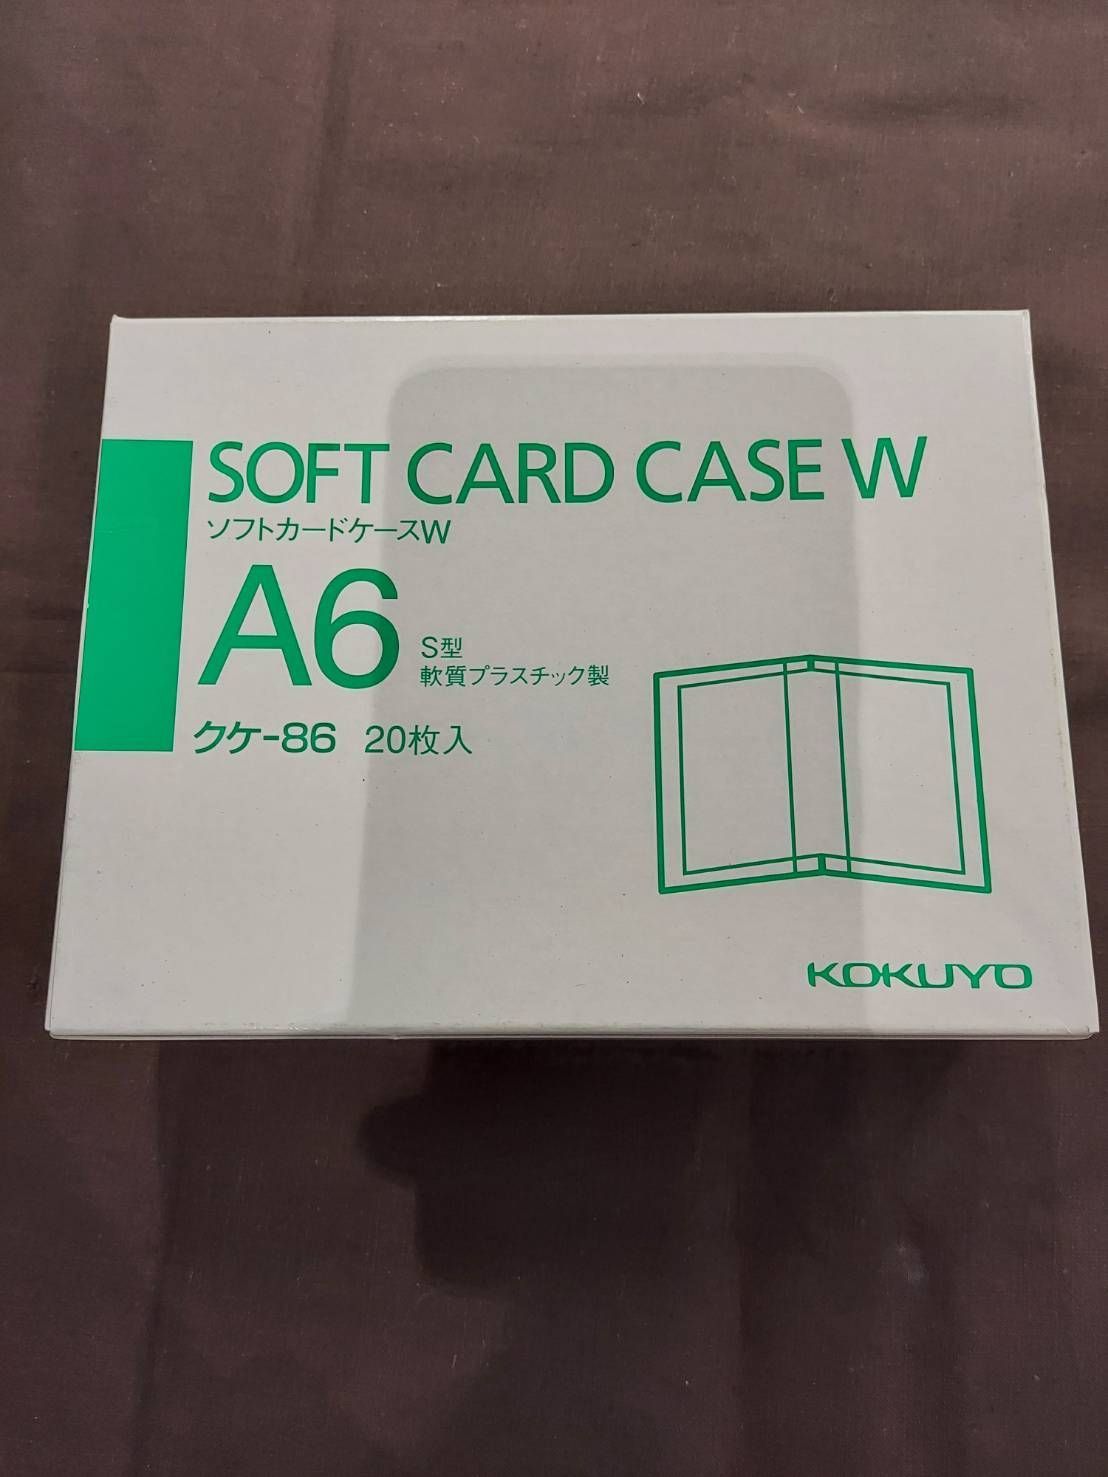 SOFT CARD CASE W
ソフトカードケースW
A6
S型
軟質プラスチック製
クケ-86 20枚入
KOKUYO